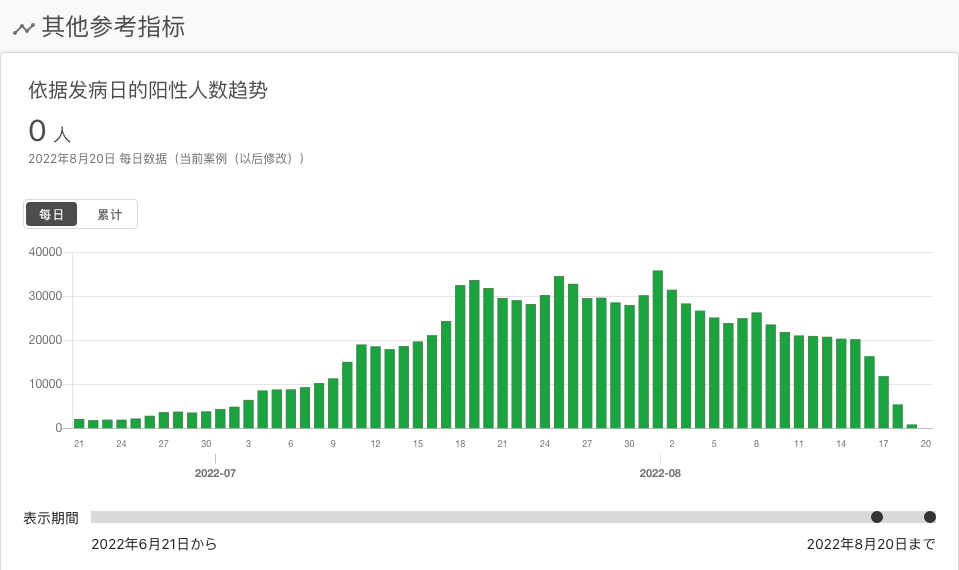 其他参考指标
依据发病日的阳性人数趋势
0 人
2022年8月20日 每日数据（当前案例（以后修改））
每日 累计
40000
30000
20000
10000
0
21 24 27 30 3 6 9 12 15 18 21 24 27 30 2 5 8 11 14 17 20
2022-07 2022-08
表示期間
2022年6月21日から 2022年8月20日まで